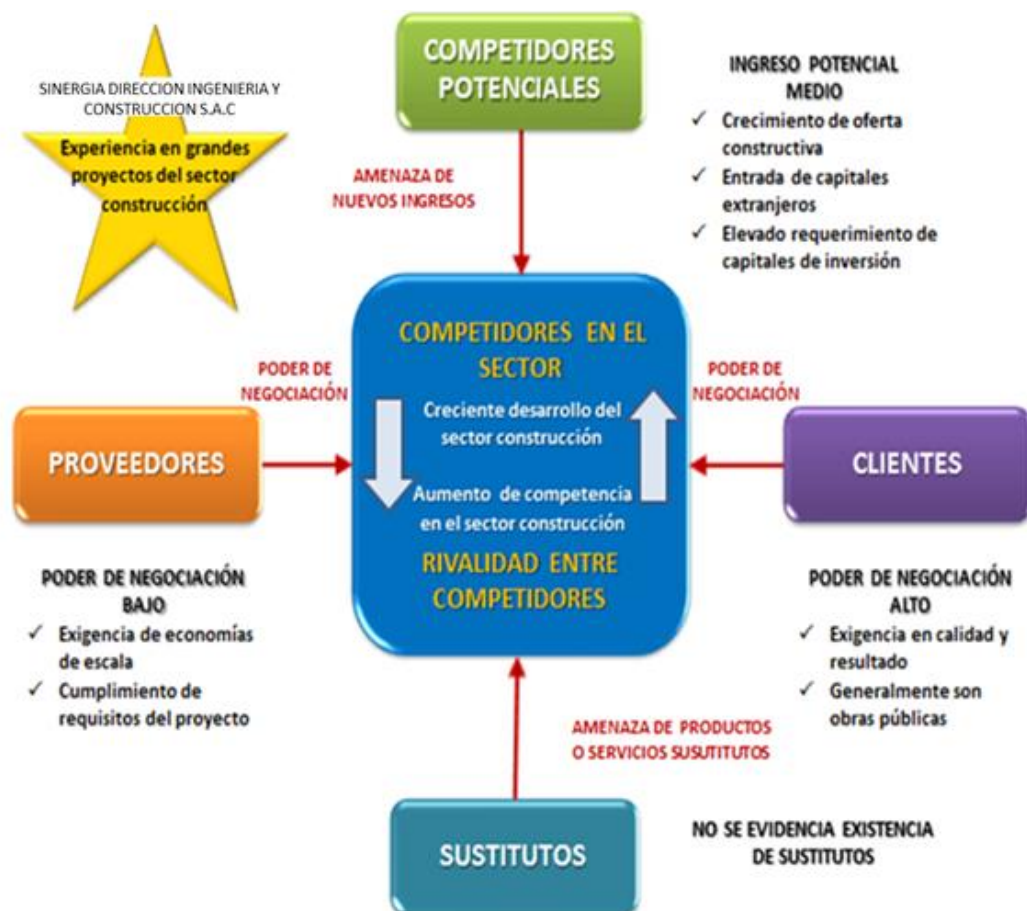 SINERGIA DIRECCION INGENIERIA Y
CONSTRUCCION S.A.C
Experiencia en grandes
proyectos del sector
construcción
COMPETIDORES
POTENCIALES
INGRESO POTENCIAL
MEDIO
✓ Crecimiento de oferta
constructiva
✓ Entrada de capitales
extranjeros
✓ Elevado requerimiento de
capitales de inversión
AMENAZA DE
NUEVOS INGRESOS
COMPETIDORES EN EL
SECTOR
Creciente desarrollo del
sector construcción
Aumento de competencia
en el sector construcción
RIVALIDAD ENTRE
COMPETIDORES
PODER DE
NEGOCIACIÓN
PROVEEDORES
PODER DE NEGOCIACIÓN
BAJO
✓ Exigencia de economías
de escala
✓ Cumplimiento de
requisitos del proyecto
PODER DE
NEGOCIACIÓN
CLIENTES
PODER DE NEGOCIACIÓN
ALTO
✓ Exigencia en calidad y
resultado
✓ Generalmente son
obras públicas
AMENAZA DE PRODUCTOS
O SERVICIOS SUSUTITUTOS
SUSTITUTOS
NO SE EVIDENCIA EXISTENCIA
DE SUSTITUTOS